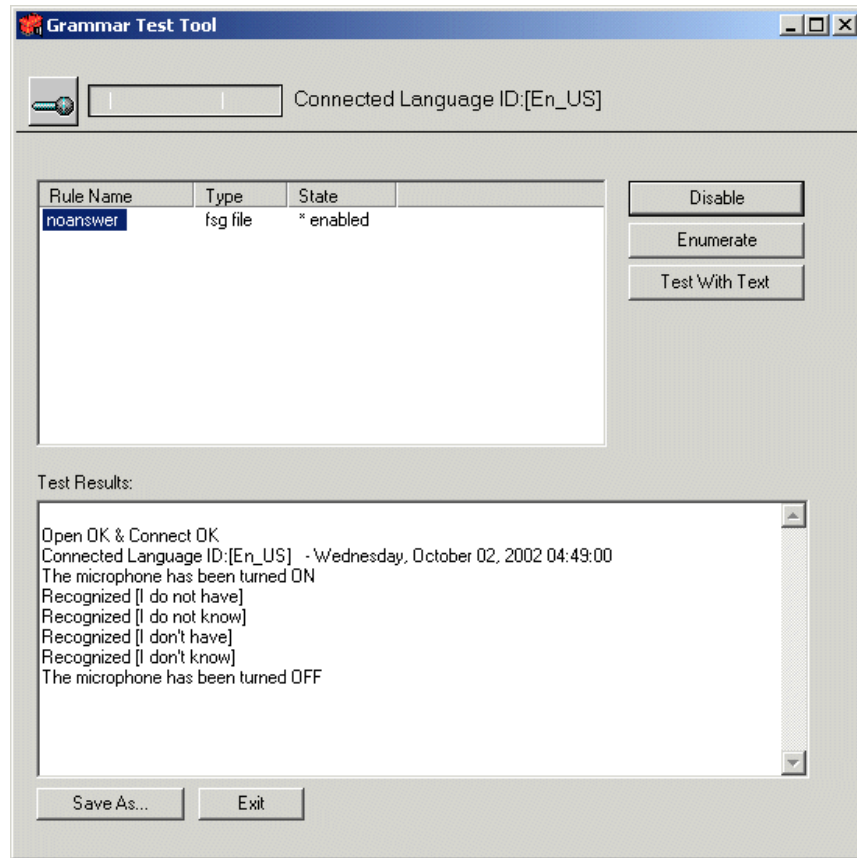 Grammar Test Tool
Connected Language ID:[En_US]
Rule Name Type State
noanswer fsg file * enabled
Disable
Enumerate
Test With Text
Test Results:
Open OK & Connect OK
Connected Language ID:[En_US] - Wednesday, October 02, 2002 04:49:00
The microphone has been turned ON
Recognized [I do not have]
Recognized [I do not know]
Recognized [I don't have]
Recognized [I don't know]
The microphone has been turned OFF
Save As... Exit